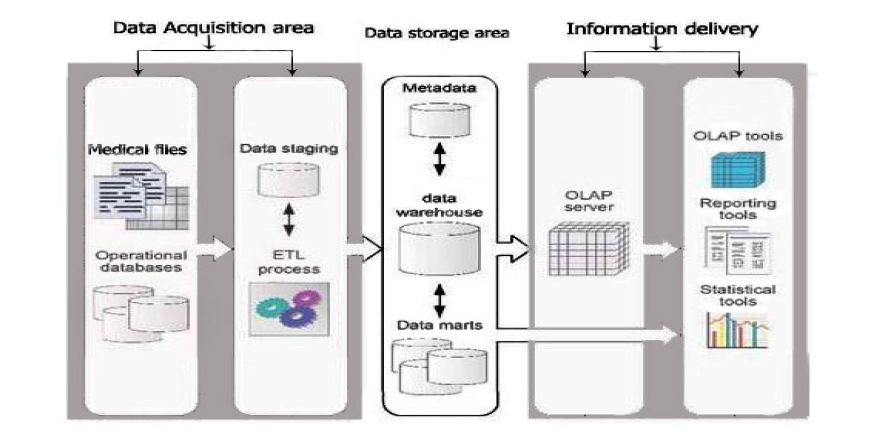 Data Acquisition area
Data storage area
Information delivery
Medical files
Operational
databases
Data staging
ETL
process
Metadata
data
warehouse
Data marts
OLAP
server
OLAP tools
Reporting
tools
Statistical
tools